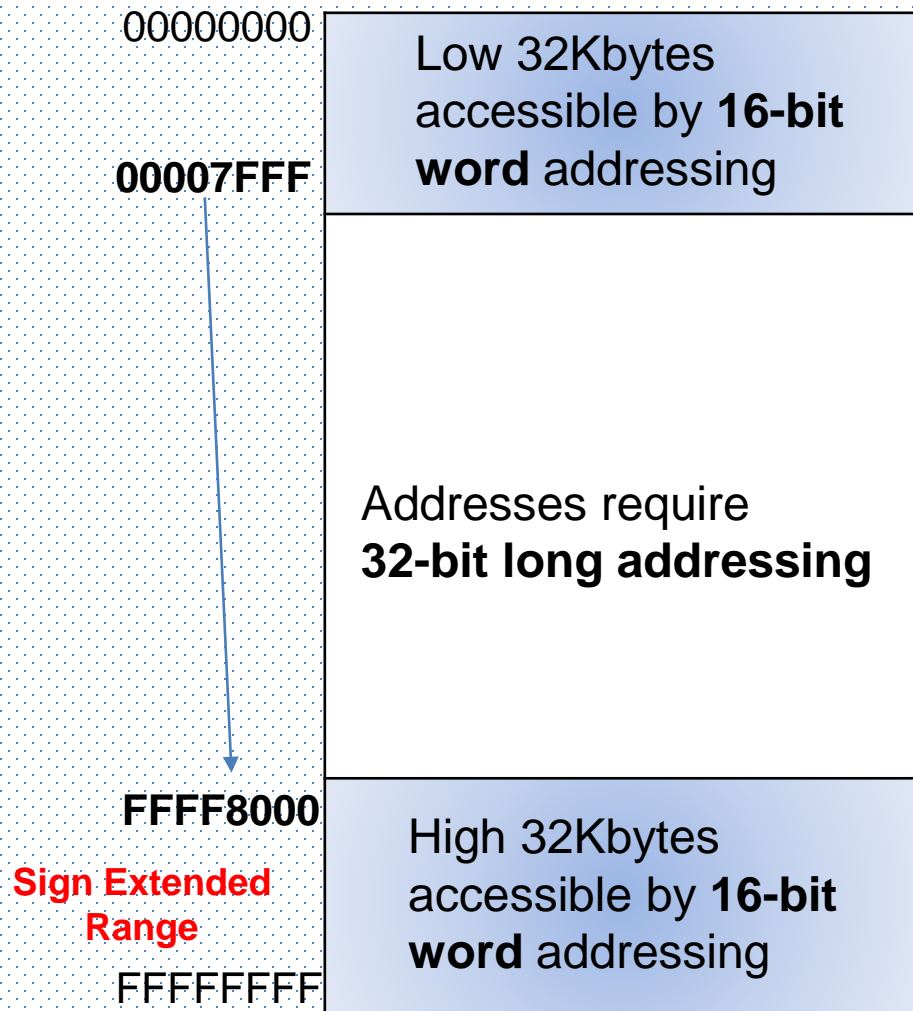 00000000
Low 32Kbytes
accessible by 16-bit
word addressing
00007FFF
Addresses require
32-bit long addressing
FFFF8000
High 32Kbytes
accessible by 16-bit
word addressing
Sign Extended
Range
FFFFFFFF